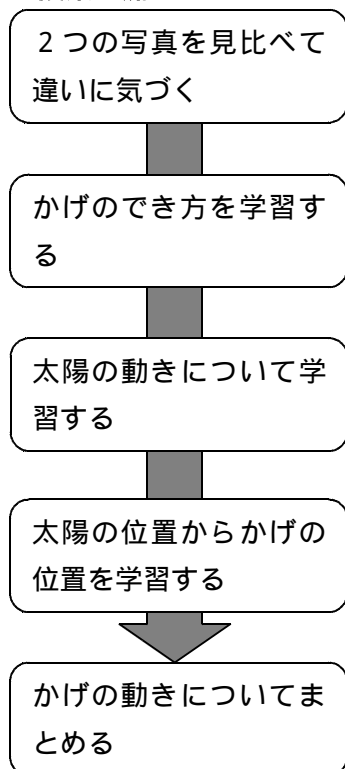 ２つの写真を見比べて
違いに気づく
かげのでき方を学習す
る
太陽の動きについて学
習する
太陽の位置からかげの
位置を学習する
かげの動きについてま
とめる